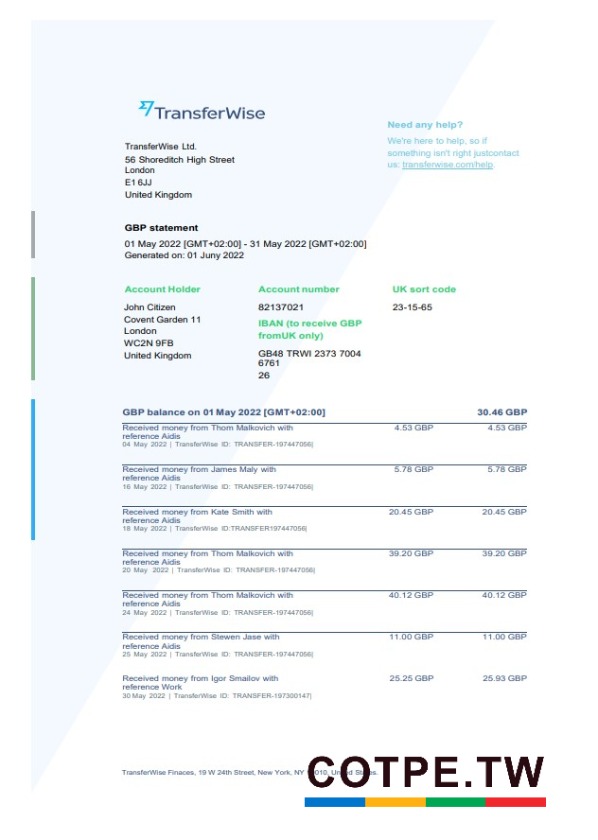 TransferWise
Need any help?
We're here to help, so if
something isn't right justcontact
us: transferwise.com/help.
TransferWise Ltd.
56 Shoreditch High Street
London
E1 6JJ
United Kingdom
GBP statement
01 May 2022 [GMT+02:00] - 31 May 2022 [GMT+02:00]
Generated on: 01 Juny 2022
Account Holder Account number UK sort code
John Citizen 82137021 23-15-65
Covent Garden 11
London
WC2N 9FB
United Kingdom
IBAN (to receive GBP
fromUK only)
GB48 TRWI 2373 7004
6761
26
GBP balance on 01 May 2022 [GMT+02:00] 30.46 GBP
Received money from Thom Malkovich with 4.53 GBP 4.53 GBP
reference Aidis
04 May 2022 | TransferWise ID: TRANSFER-197447056|
Received money from James Maly with 5.78 GBP 5.78 GBP
reference Aidis
16 May 2022 | TransferWise ID: TRANSFER-197447056|
Received money from Kate Smith with 20.45 GBP 20.45 GBP
reference Aidis
18 May 2022 | TransferWise ID:TRANSFER197447056|
Received money from Thom Malkovich with 39.20 GBP 39.20 GBP
reference Aidis
20 May 2022 | TransferWise ID: TRANSFER-197447056|
Received money from Thom Malkovich with 40.12 GBP 40.12 GBP
reference Aidis
24 May 2022 | TransferWise ID: TRANSFER-197447056|
Received money from Stewen Jase with 11.00 GBP 11.00 GBP
reference Aidis
25 May 2022 | TransferWise ID: TRANSFER-197447056|
Received money from Igor Smailov with 25.25 GBP 25.93 GBP
reference Work
30 May 2022 | TransferWise ID: TRANSFER-197300147|
TransferWise Finaces, 19 W 24th Street, New York, NY
COTPE.TW